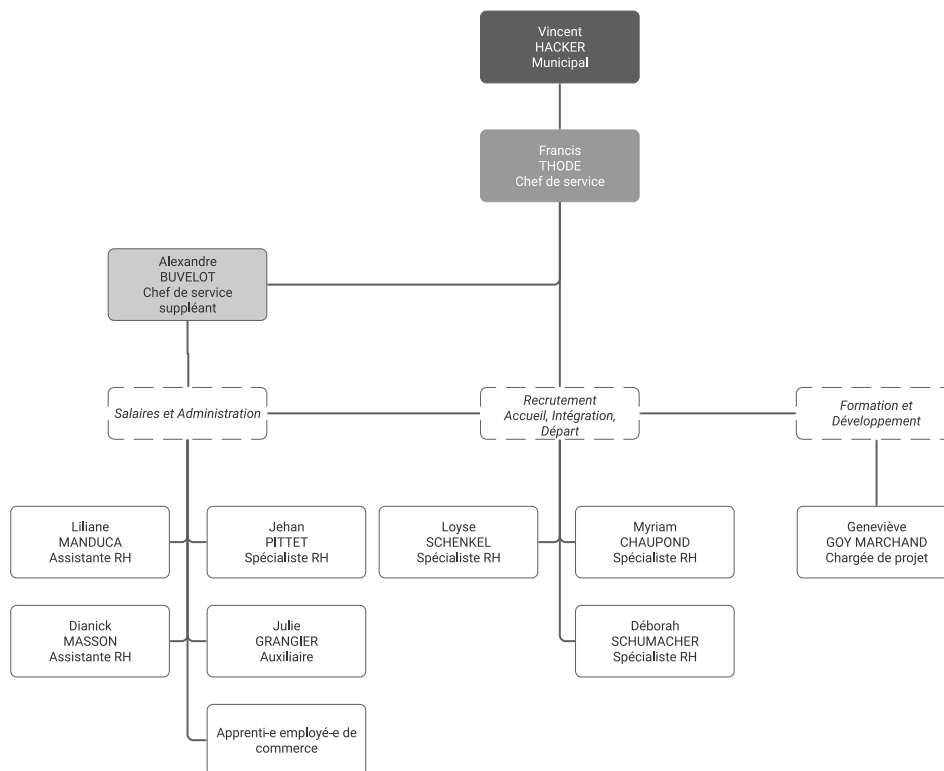 Vincent
HACKER
Municipal
Francis
THODE
Chef de service
Alexandre
BUVELOT
Chef de service
suppléant
Salaires et Administration
Recrutement
Accueil, Intégration,
Départ
Formation et
Développement
Liliane
MANDUCA
Assistante RH
Jehan
PITTET
Spécialiste RH
Loyse
SCHENKEL
Spécialiste RH
Myriam
CHAUPOND
Spécialiste RH
Geneviève
GOY MARCHAND
Chargée de projet
Dianick
MASSON
Assistante RH
Julie
GRANGIER
Auxiliaire
Déborah
SCHUMACHER
Spécialiste RH
Apprenti-e employé-e de
commerce